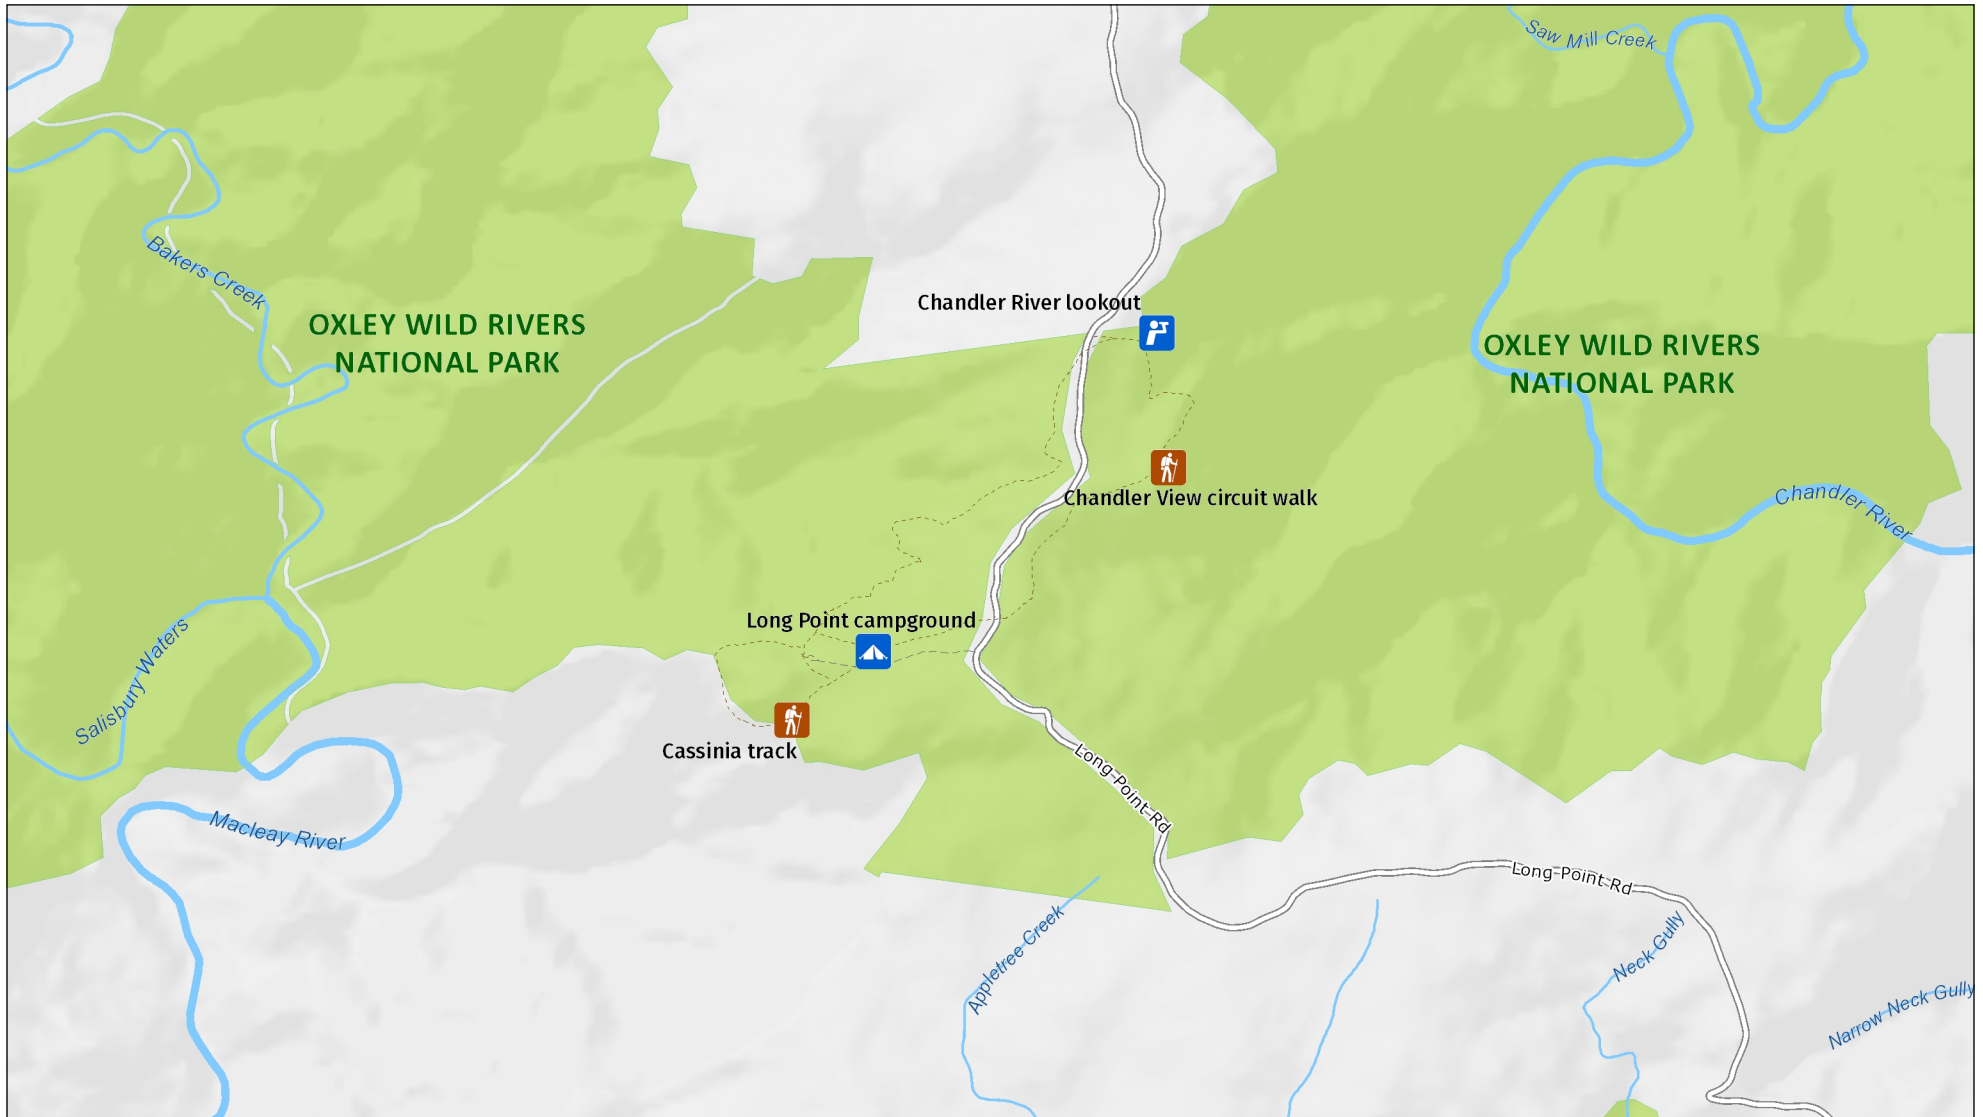 Saw Mill Creek
Bakers Creek
Chandler River lookout
OXLEY WILD RIVERS
NATIONAL PARK
OXLEY WILD RIVERS
NATIONAL PARK
Chandler View circuit walk
Chandler River
Long Point campground
Salisbury Waters
Cassinia track
Long Point Rd
Macleay River
Long Point Rd
Appletree Creek
Neck Gully
Narrow Neck Gully